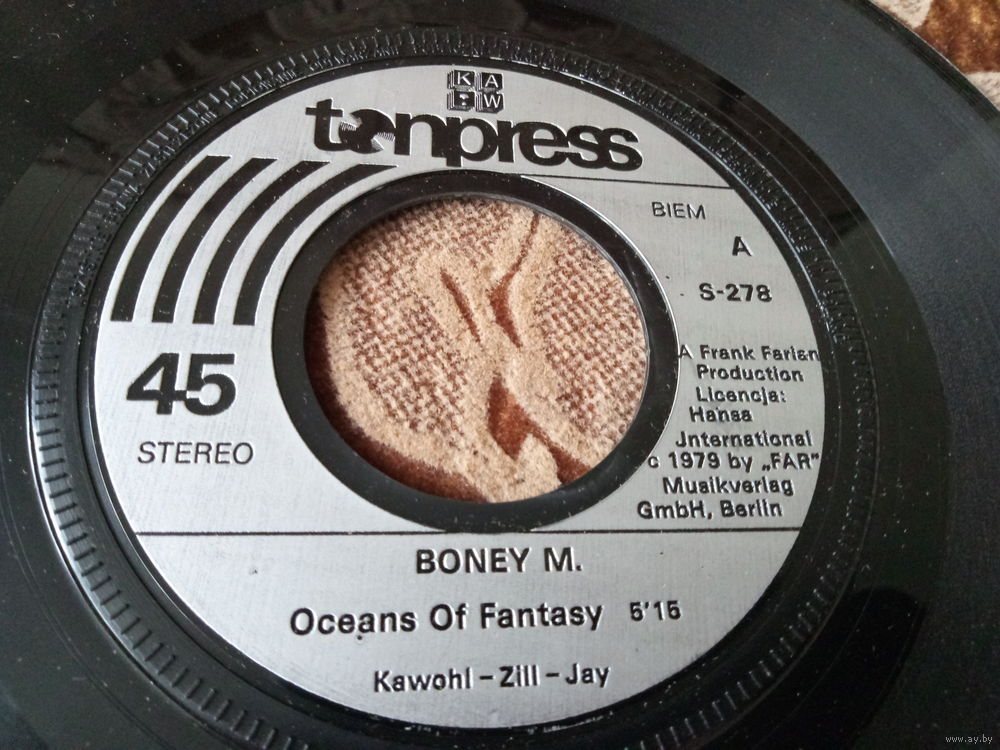 KAW
tonpress
BIEM
A
S-278
A Frank Farian
Production
Licencja:
Hansa
Jnternational
c 1979 by „FAR"
Musikverlag
GmbH, Berlin
45
STEREO
BONEY M.
Oceans Of Fantasy 5'15
Kawohl – Zill – Jay
www.ay.by